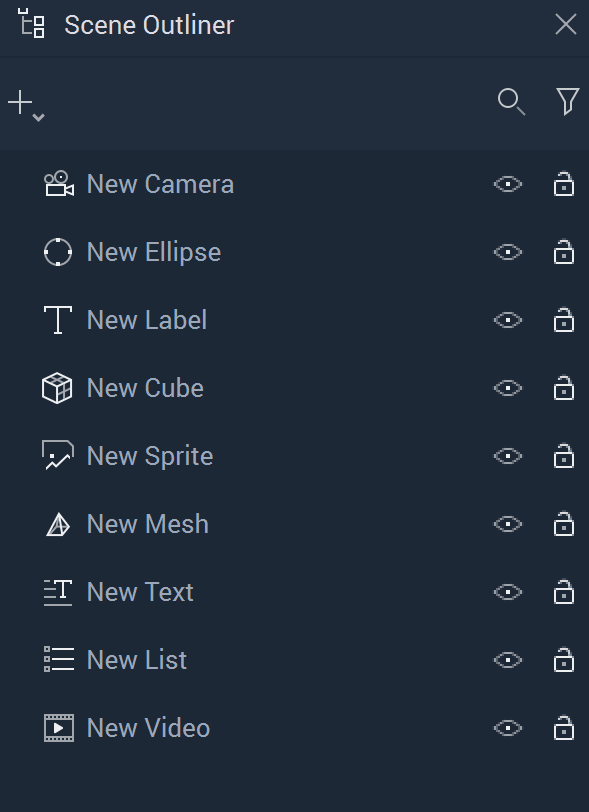 Scene Outliner
New Camera
New Ellipse
New Label
New Cube
New Sprite
New Mesh
New Text
New List
New Video